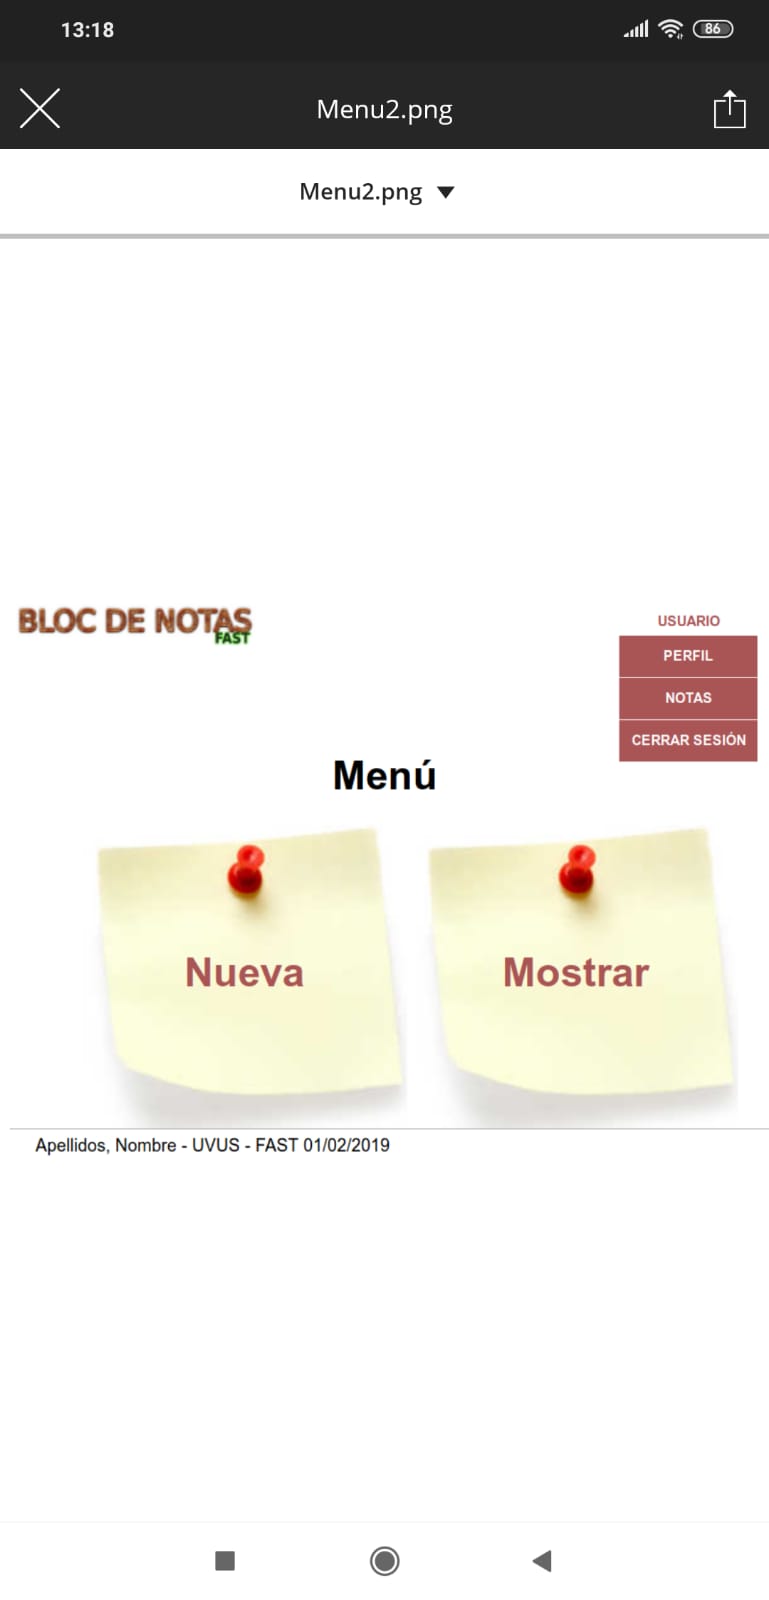 13:18
86
Menu2.png
Menu2.png
BLOC DE NOTAS
FAST
USUARIO
PERFIL
NOTAS
CERRAR SESIÓN
Menú
Nueva
Mostrar
Apellidos, Nombre - UVUS - FAST 01/02/2019